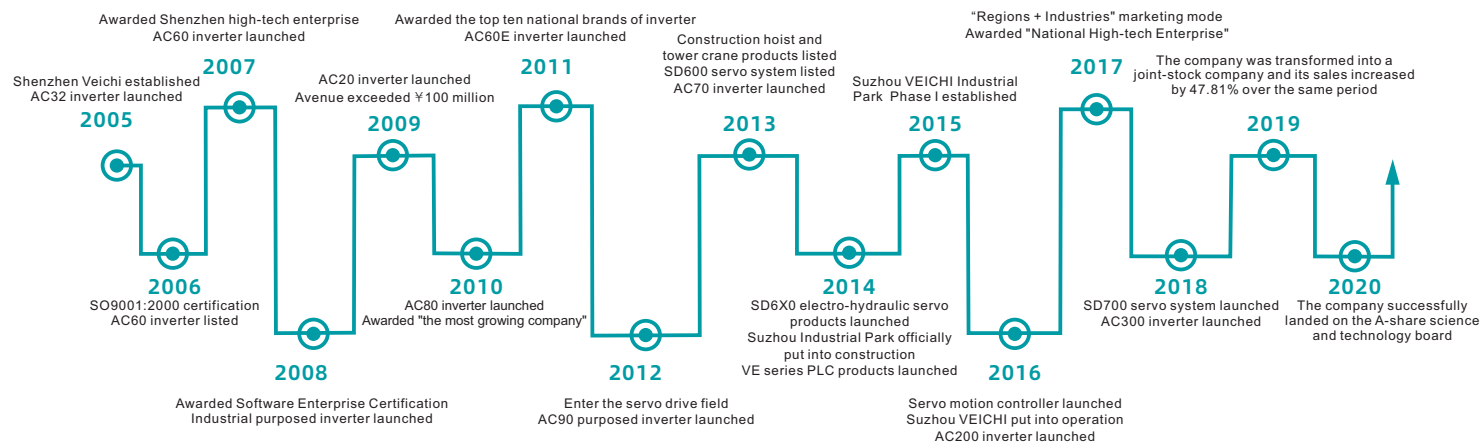 Shenzhen Veichi established
AC32 inverter launched
2005
2006
SO9001:2000 certification
AC60 inverter listed
Awarded Shenzhen high-tech enterprise
AC60 inverter launched
2007
2008
Awarded Software Enterprise Certification
Industrial purposed inverter launched
AC20 inverter launched
Avenue exceeded ¥100 million
2009
2010
AC80 inverter launched
Awarded "the most growing company"
Awarded the top ten national brands of inverter
AC60E inverter launched
2011
2012
Enter the servo drive field
AC90 purposed inverter launched
Construction hoist and
tower crane products listed
SD600 servo system listed
AC70 inverter launched
2013
2014
SD6X0 electro-hydraulic servo
products launched
Suzhou Industrial Park officially
put into construction
VE series PLC products launched
Suzhou VEICHI Industrial
Park Phase I established
2015
2016
Servo motion controller launched
Suzhou VEICHI put into operation
AC200 inverter launched
“Regions + Industries" marketing mode
Awarded "National High-tech Enterprise"
2017
2018
SD700 servo system launched
AC300 inverter launched
The company was transformed into a
joint-stock company and its sales increased
by 47.81% over the same period
2019
2020
The company successfully
landed on the A-share science
and technology board